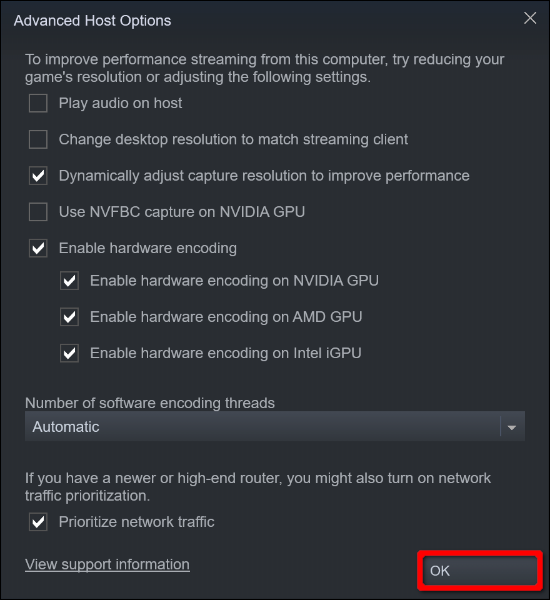 Advanced Host Options
To improve performance streaming from this computer, try reducing your
game's resolution or adjusting the following settings.
Play audio on host
Change desktop resolution to match streaming client
Dynamically adjust capture resolution to improve performance
Use NVFBC capture on NVIDIA GPU
Enable hardware encoding
Enable hardware encoding on NVIDIA GPU
Enable hardware encoding on AMD GPU
Enable hardware encoding on Intel iGPU
Number of software encoding threads
Automatic
If you have a newer or high-end router, you might also turn on network
traffic prioritization.
Prioritize network traffic
View support information
OK